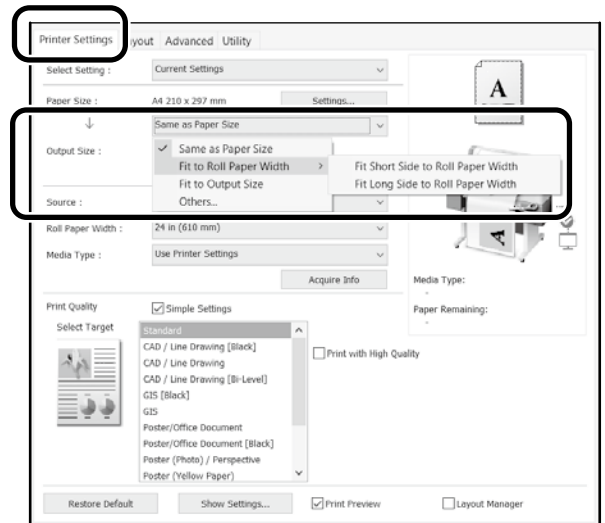 Printer Settings yout Advanced Utility
Select Setting : Current Settings
Paper Size : A4 210 x 297 mm Settings...
Same as Paper Size
Output Size : Same as Paper Size
Fit to Roll Paper Width Fit Short Side to Roll Paper Width
Fit to Output Size Fit Long Side to Roll Paper Width
Others...
Source :
Roll Paper Width : 24 in (610 mm)
Media Type : Use Printer Settings
Acquire Info Media Type:
-
Print Quality Simple Settings Paper Remaining:
-
Select Target Standard
CAD / Line Drawing [Black] Print with High Quality
CAD / Line Drawing
CAD / Line Drawing [Bi-Level]
GIS [Black]
GIS
Poster/Office Document
Poster/Office Document [Black]
Poster (Photo) / Perspective
Poster (Yellow Paper)
Restore Default Show Settings... Print Preview Layout Manager
A
A